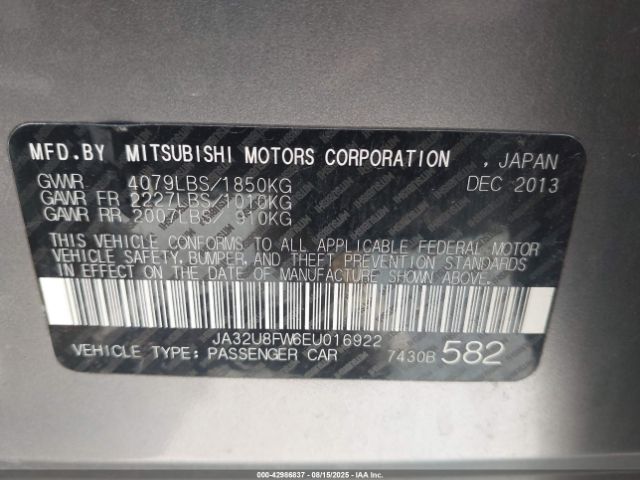 MFD.BY MITSUBISHI MOTORS CORPORATION , JAPAN
GVWR 4079LBS/1850KG DEC 2013
GAWR FR 2227LBS/1010KG
GAWR RR 2007LBS/ 910KG
THIS VEHICLE CONFORMS TO ALL APPLICABLE FEDERAL MOTOR
VEHICLE SAFETY, BUMPER, AND THEFT PREVENTION STANDARDS
IN EFFECT ON THE DATE OF MANUFACTURE SHOWN ABOVE.
JA32U8FW6EU016922
VEHICLE TYPE: PASSENGER CAR 7430B 582
000-42986837 - 08/15/2025 - IAAI.COM